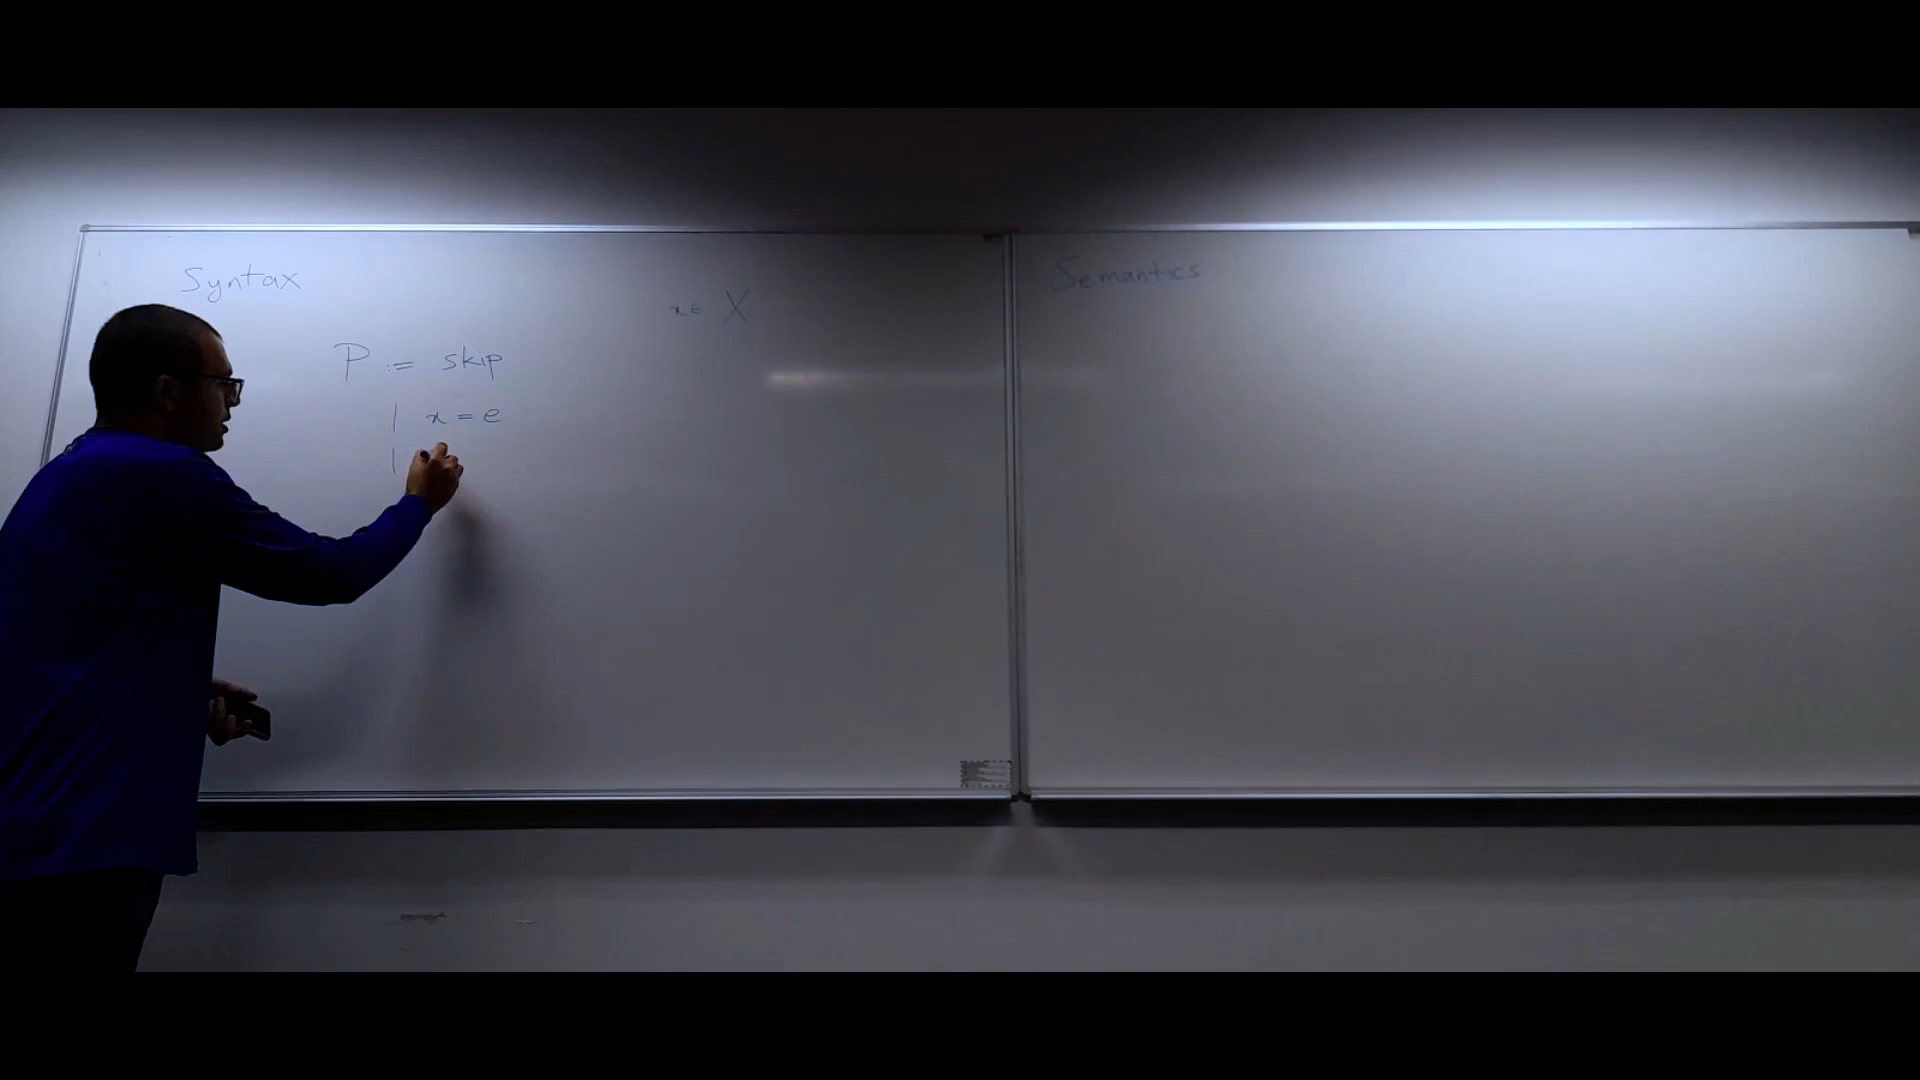 Syntax
x ∈ X
P := skip
| x = e
|
Semantics